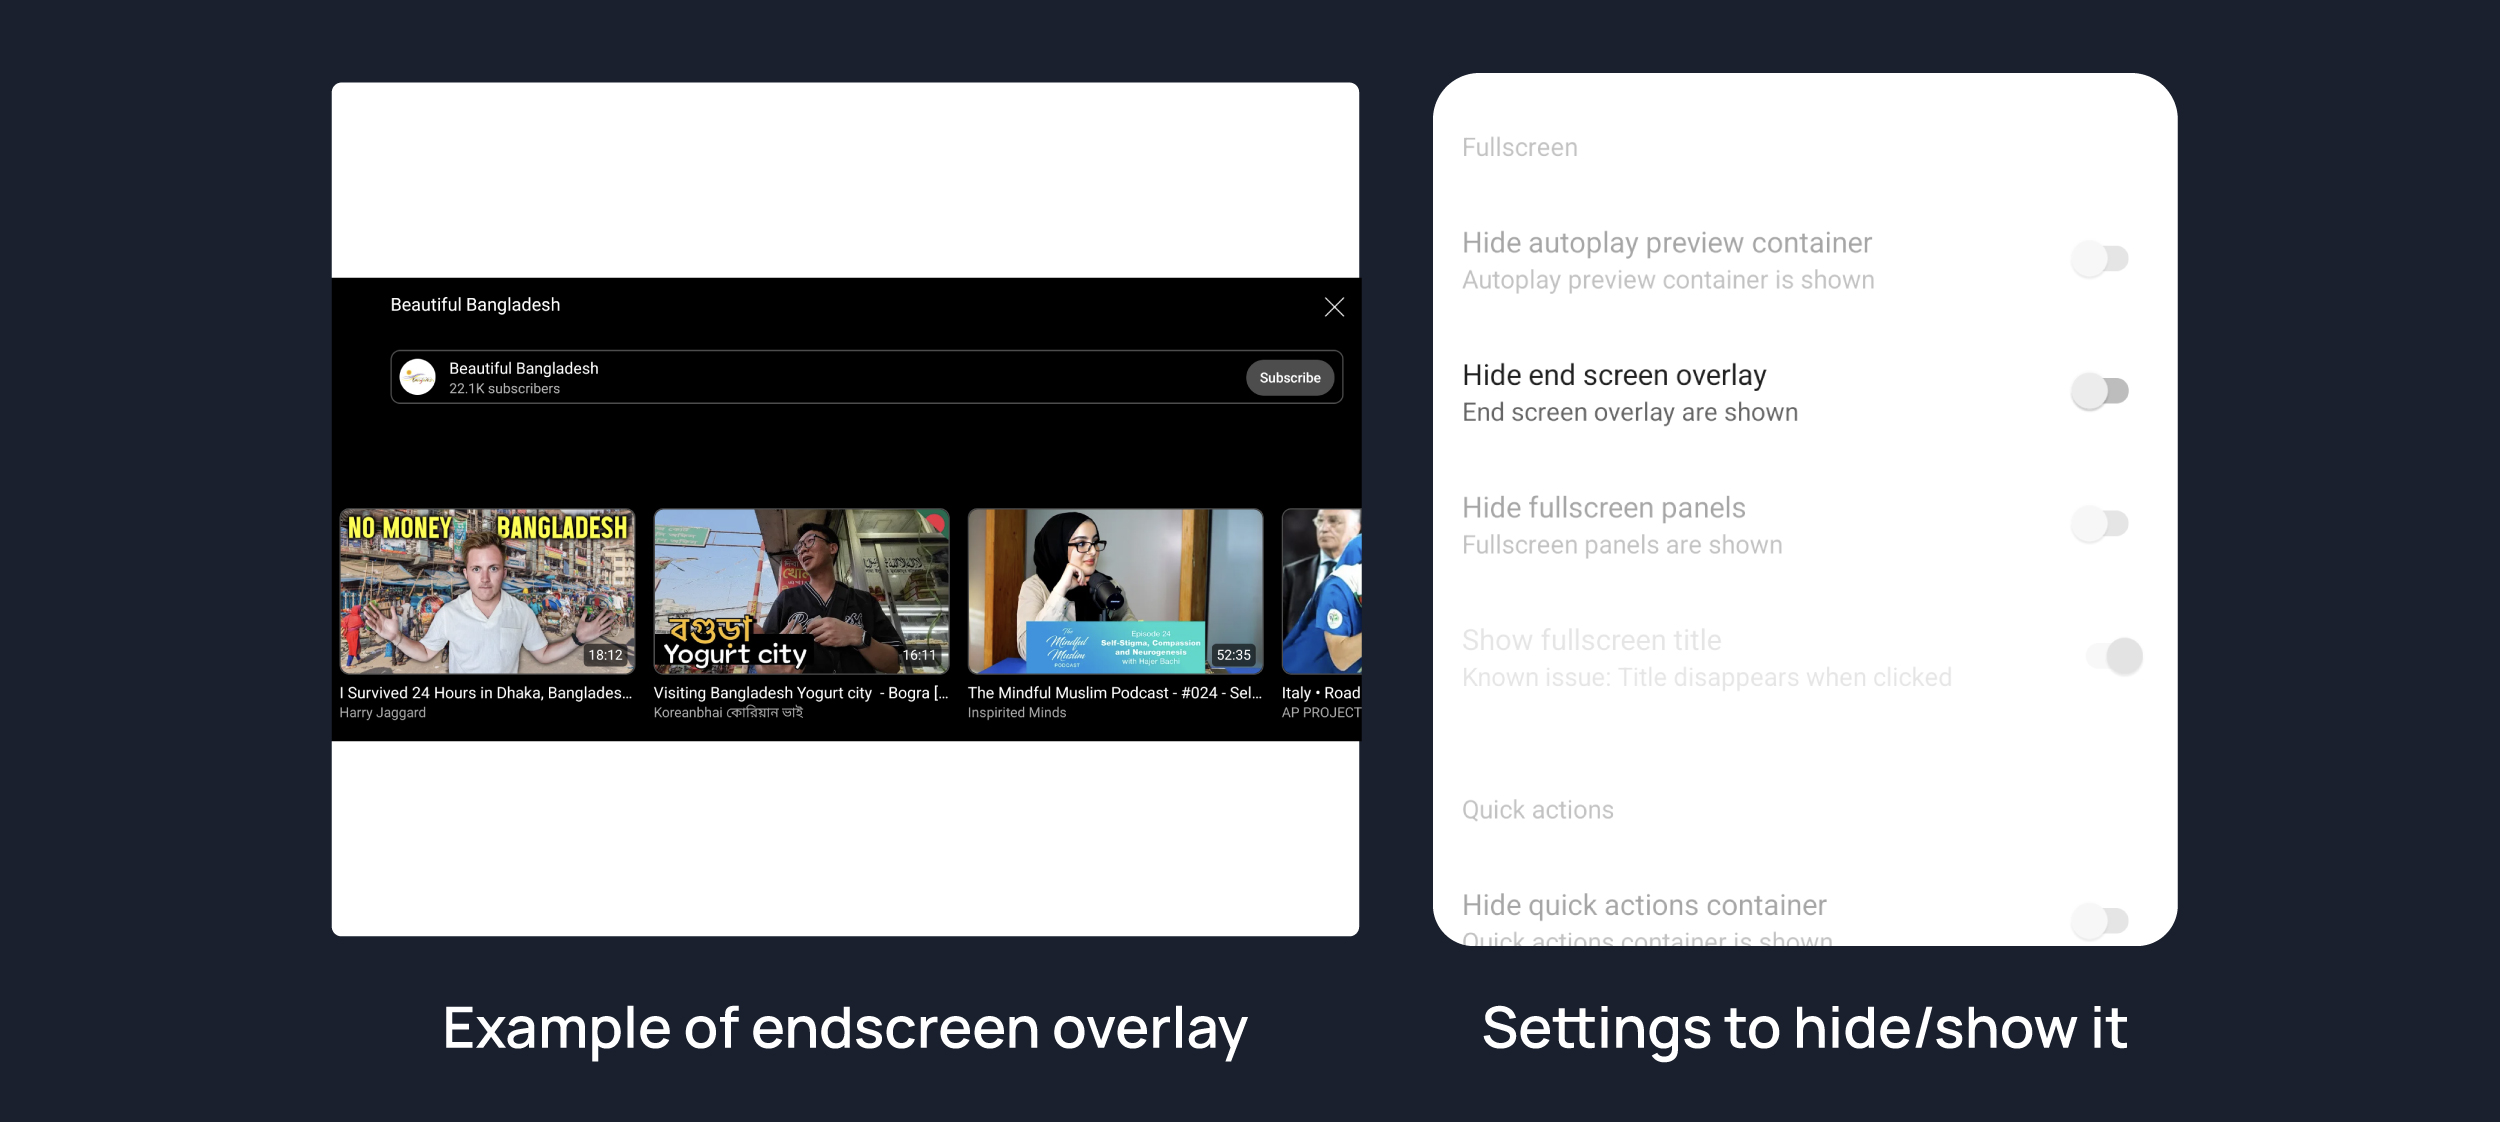 Beautiful Bangladesh
Beautiful Bangladesh
22.1K subscribers
Subscribe
NO MONEY BANGLADESH
18:12
I Survived 24 Hours in Dhaka, Banglades...
Harry Jaggard
বগুড়া
Yogurt city
16:11
Visiting Bangladesh Yogurt city - Bogra [...
Koreanbhai কোরিয়ান ভাই
The
Mindful
Muslim
PODCAST
Episode 24
Self-Stigma, Compassion
and Neurogenesis
with Hajer Bachi
52:35
The Mindful Muslim Podcast - #024 - Sel...
Inspirited Minds
Italy • Road
AP PROJECT
Example of endscreen overlay
Fullscreen
Hide autoplay preview container
Autoplay preview container is shown
Hide end screen overlay
End screen overlay are shown
Hide fullscreen panels
Fullscreen panels are shown
Show fullscreen title
Known issue: Title disappears when clicked
Quick actions
Hide quick actions container
Quick actions container is shown
Settings to hide/show it